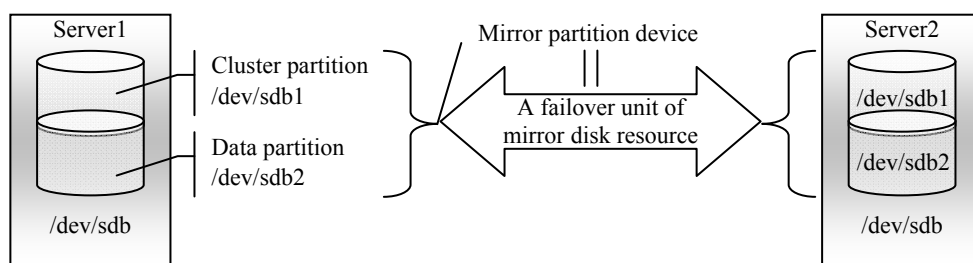 Server1
Cluster partition
/dev/sdb1
Data partition
/dev/sdb2
/dev/sdb
Mirror partition device
A failover unit of
mirror disk resource
Server2
/dev/sdb1
/dev/sdb2
/dev/sdb